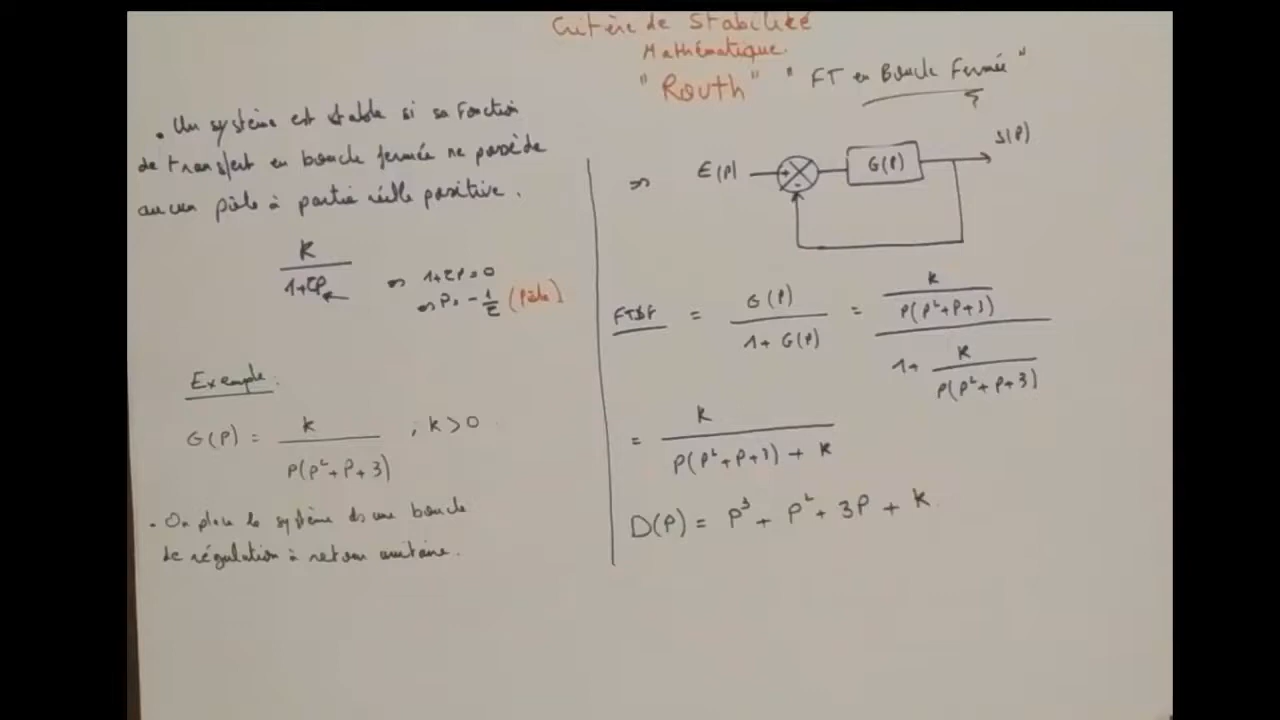 Critère de Stabilité
Mathématique.
"Routh" " FT en Boucle Fermée "
• Un système est stable si sa Fonction
de transfert en boucle fermée ne possède
aucun pôle à partie réelle positive.
K
1+τP
⇒ 1+τP=0
⇒ P = - 1/τ (Pôle)
Exemple:
G(P) = k / P(P²+P+3) , k>0
• On place le système ds une boucle
de régulation à retour unitaire.
⇒ E(P) + - G(P) S(P)
FTBF = G(P) / 1+G(P) = k / P(P²+P+3) / 1+ k / P(P²+P+3)
= k / P(P²+P+3) + k
D(P) = P³ + P² + 3P + k.